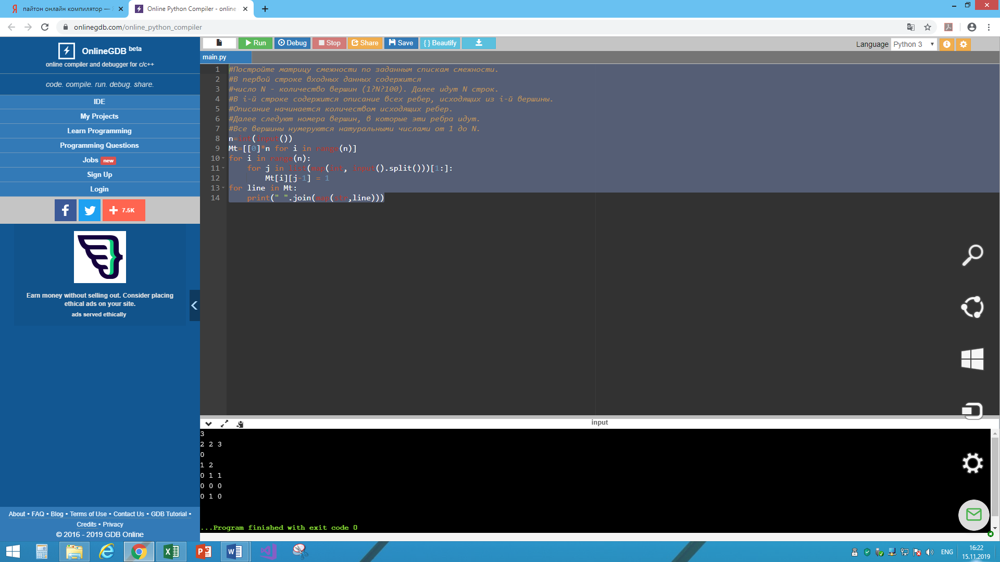 пайтон онлайн компилятор —
Online Python Compiler - online
onlinegdb.com/online_python_compiler
OnlineGDB beta
online compiler and debugger for c/c++
code. compile. run. debug. share.
IDE
My Projects
Learn Programming
Programming Questions
Jobs new
Sign Up
Login
7.5K
Earn money without selling out. Consider placing
ethical ads on your site.
ads served ethically
About • FAQ • Blog • Terms of Use • Contact Us • GDB Tutorial •
Credits • Privacy
© 2016 - 2019 GDB Online
Run Debug Stop Share Save { } Beautify
Language Python 3
main.py
1 #Постройте матрицу смежности по заданным спискам смежности.
2 #В первой строке входных данных содержится
3 #число N - количество вершин (1?N?100). Далее идут N строк.
4 #В i-й строке содержится описание всех ребер, исходящих из i-й вершины.
5 #Описание начинается количеством исходящих ребер.
6 #Далее следуют номера вершин, в которые эти ребра идут.
7 #Все вершины нумеруются натуральными числами от 1 до N.
8 n=int(input())
9 Mt=[[0]*n for i in range(n)]
10 for i in range(n):
11     for j in list(map(int, input().split()))[1:]:
12         Mt[i][j-1] = 1
13 for line in Mt:
14     print(" ".join(map(str,line)))
input
3
2 2 3
0
1 2
0 1 1
0 0 0
0 1 0
...Program finished with exit code 0
ENG
16:22
15.11.2019